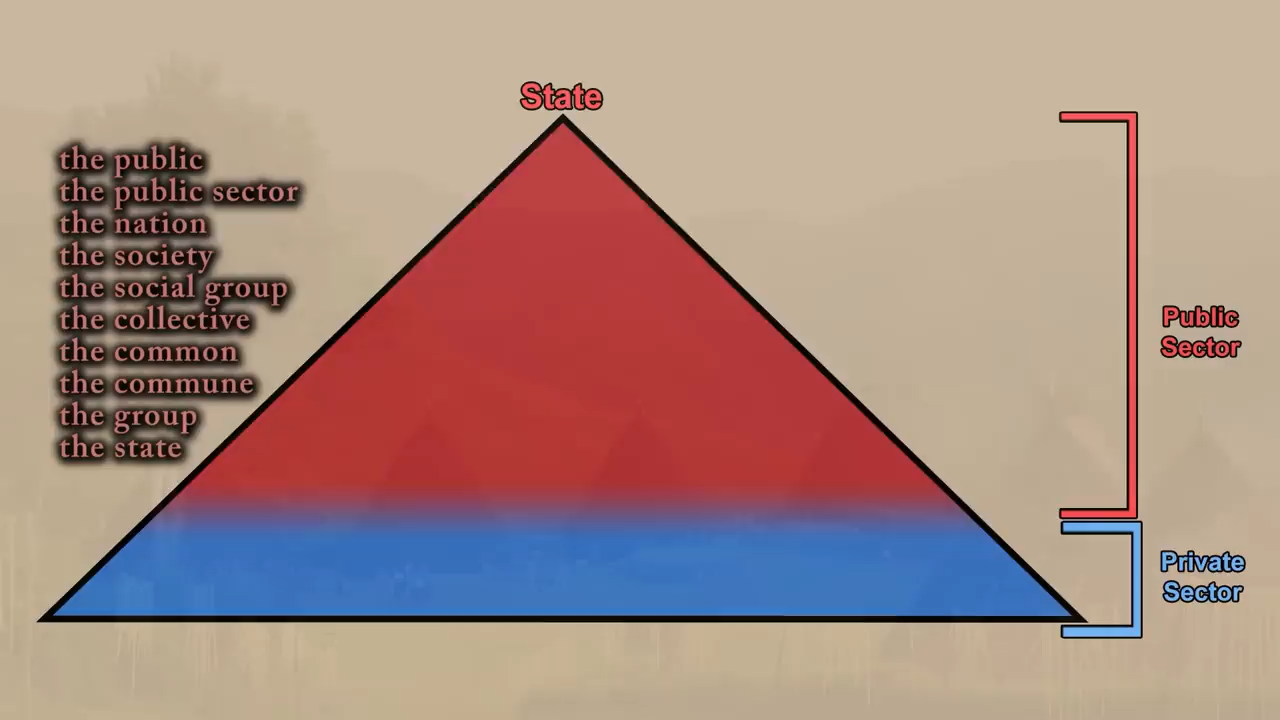 State
the public
the public sector
the nation
the society
the social group
the collective
the common
the commune
the group
the state
Public
Sector
Private
Sector